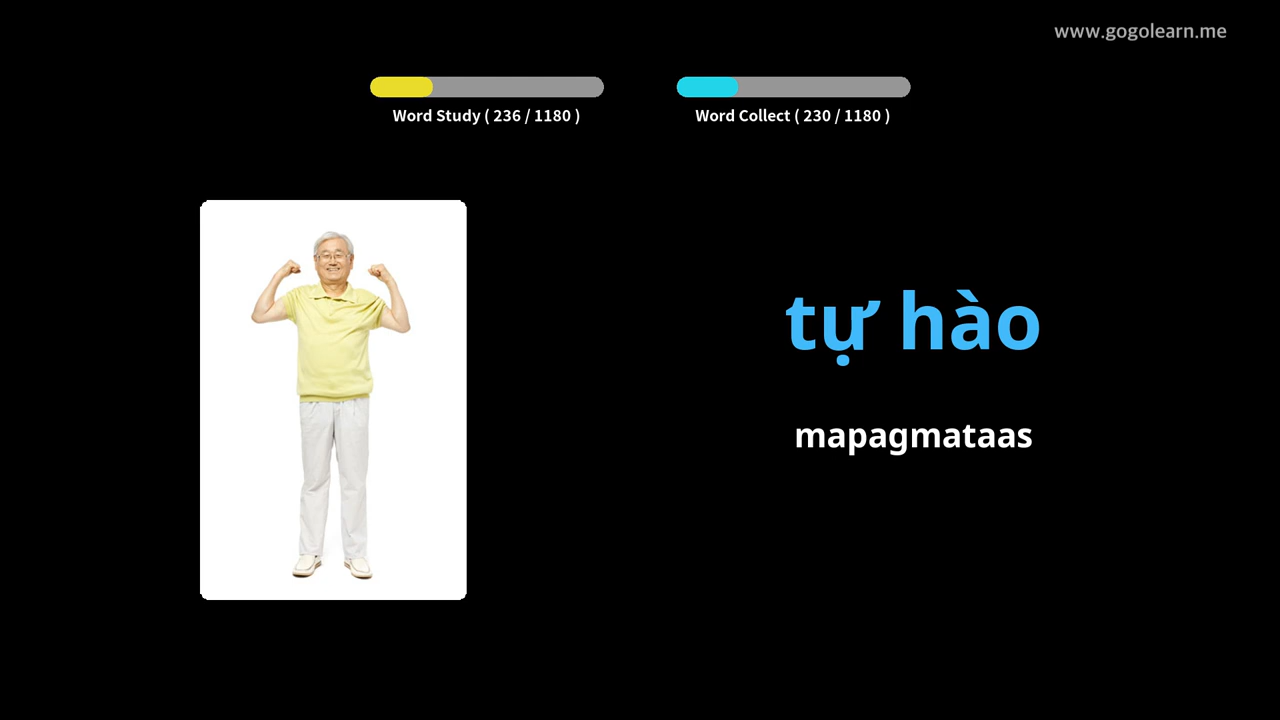 www.gogolearn.me
Word Study ( 236 / 1180 )
Word Collect ( 230 / 1180 )
tự hào
mapagmataas